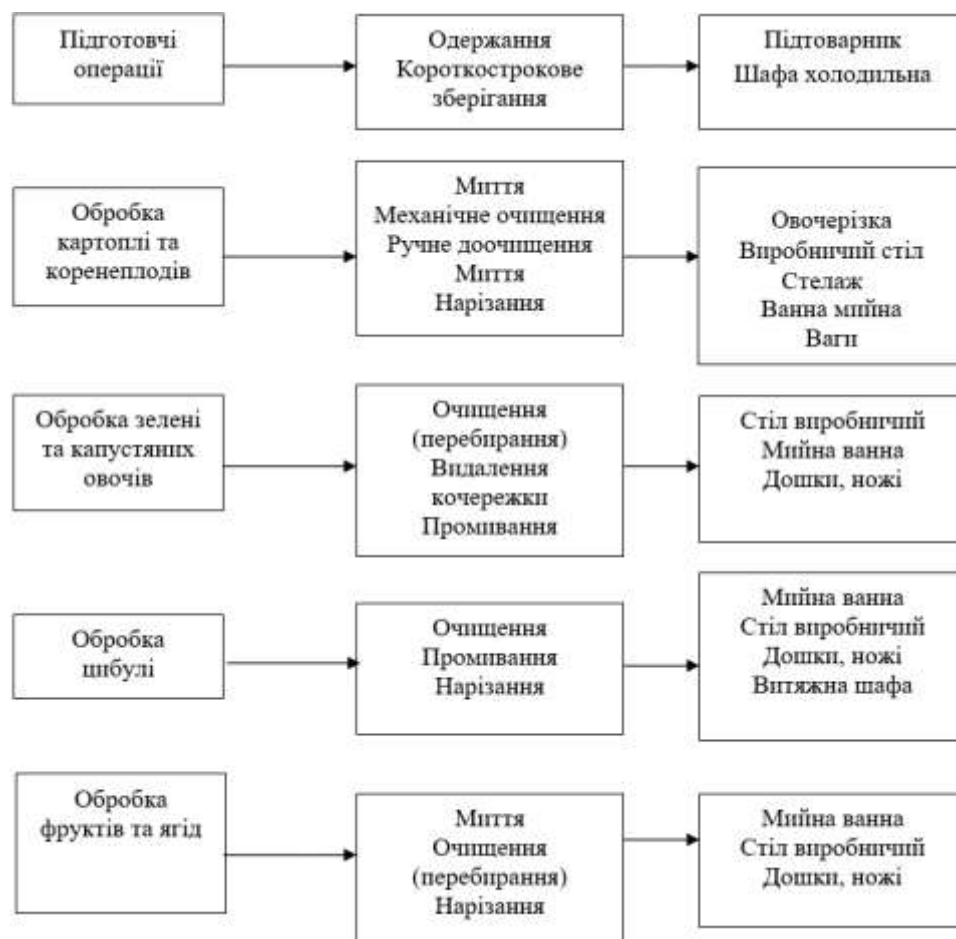 Підготовчі
операції
Одержання
Короткострокове
зберігання
Підтоварник
Шафа холодильна
Обробка
картоплі та
коренеплодів
Миття
Механічне очищення
Ручне доочищення
Миття
Нарізання
Овочерізка
Виробничий стіл
Стелаж
Ванна мийна
Ваги
Обробка зелені
та капустяних
овочів
Очищення
(перебирання)
Видалення
кочережки
Промивання
Стіл виробничий
Мийна ванна
Дошки, ножі
Обробка
цибулі
Очищення
Промивання
Нарізання
Мийна ванна
Стіл виробничий
Дошки, ножі
Витяжна шафа
Обробка
фруктів та ягід
Миття
Очищення
(перебирання)
Нарізання
Мийна ванна
Стіл виробничий
Дошки, ножі